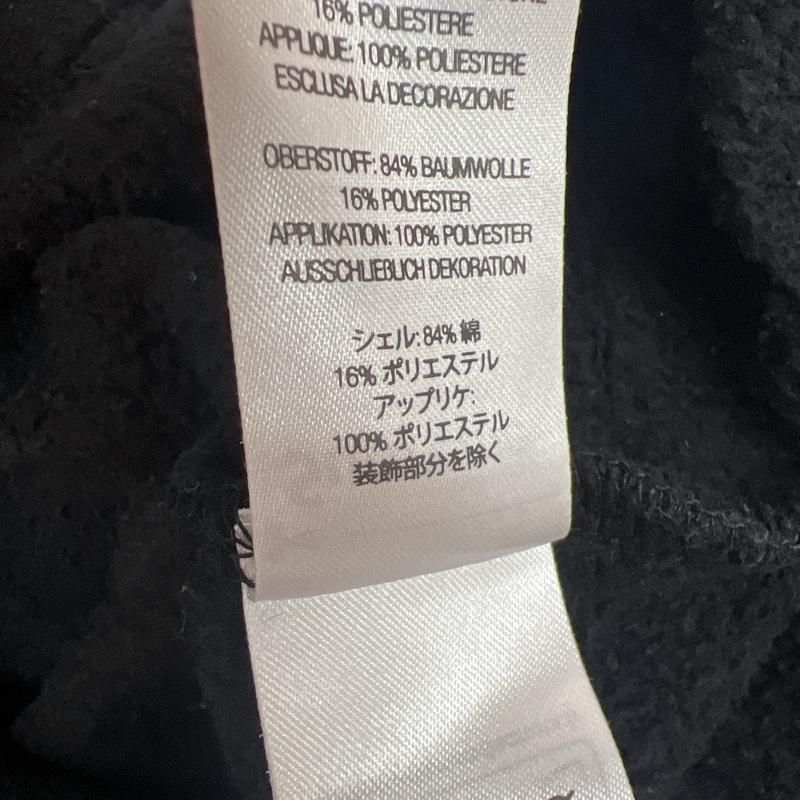 16% POLIESTERE
APPLIQUE: 100% POLIESTERE
ESCLUSA LA DECORAZIONE
OBERSTOFF: 84% BAUMWOLLE
16% POLYESTER
APPLIKATION: 100% POLYESTER
AUSSCHLIEßLICH DEKORATION
シェル: 84% 綿
16% ポリエステル
アップリケ:
100% ポリエステル
装飾部分を除く